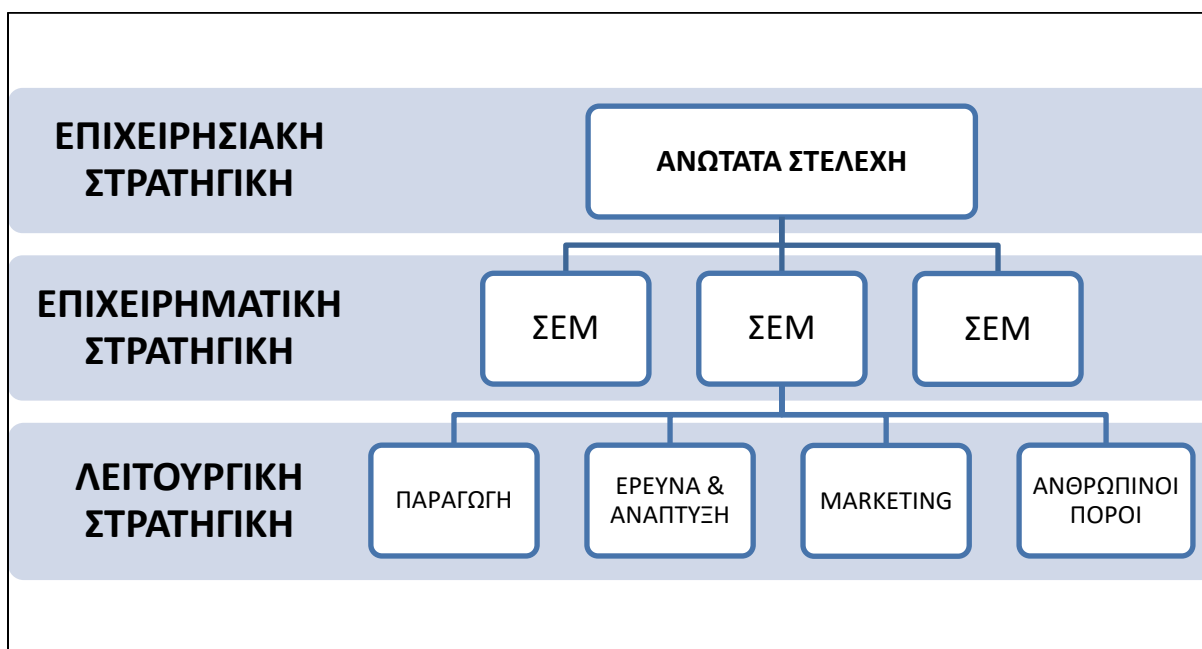 ΕΠΙΧΕΙΡΗΣΙΑΚΗ
ΣΤΡΑΤΗΓΙΚΗ
ΑΝΩΤΑΤΑ ΣΤΕΛΕΧΗ
ΕΠΙΧΕΙΡΗΜΑΤΙΚΗ
ΣΤΡΑΤΗΓΙΚΗ
ΣΕΜ
ΣΕΜ
ΣΕΜ
ΛΕΙΤΟΥΡΓΙΚΗ
ΣΤΡΑΤΗΓΙΚΗ
ΠΑΡΑΓΩΓΗ
ΕΡΕΥΝΑ &
ΑΝΑΠΤΥΞΗ
MARKETING
ΑΝΘΡΩΠΙΝΟΙ
ΠΟΡΟΙ